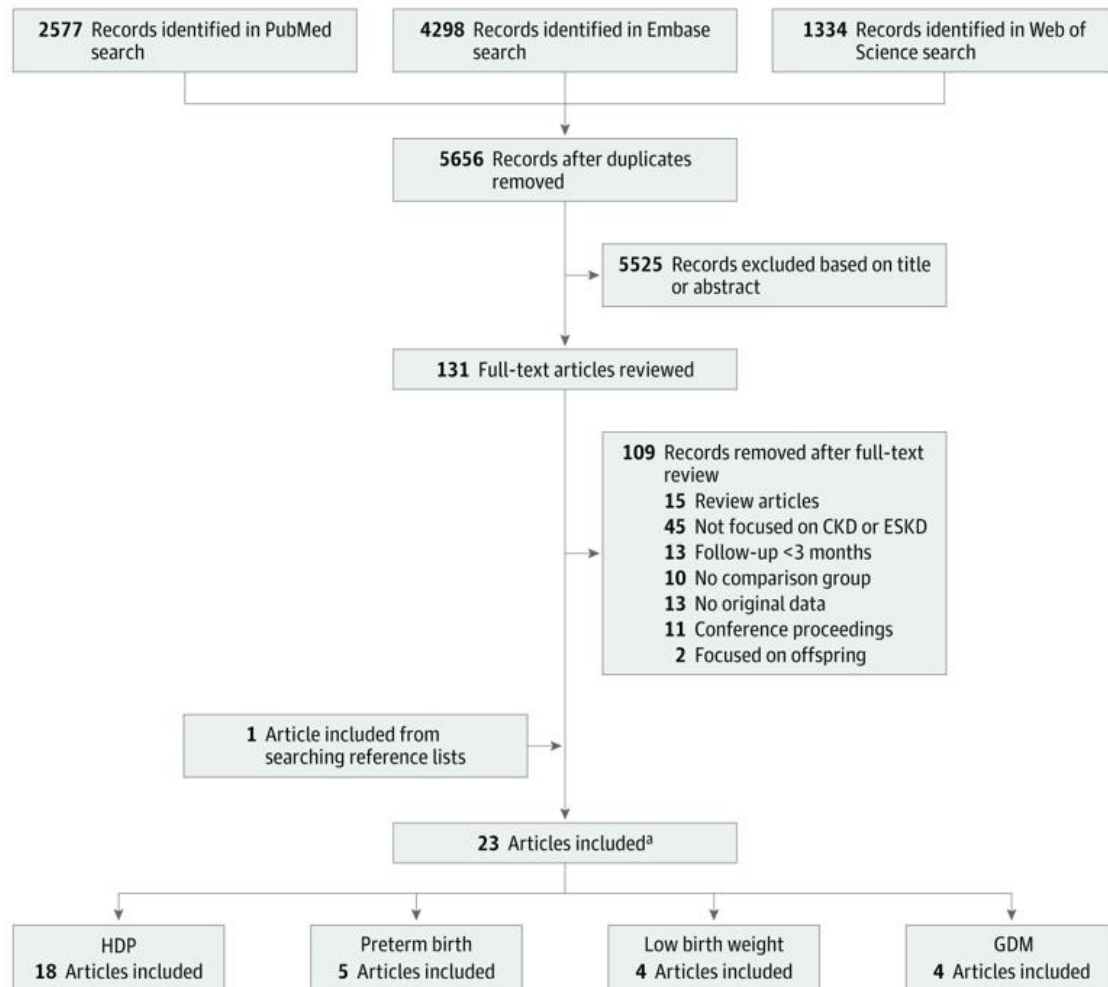 2577 Records identified in PubMed
search
4298 Records identified in Embase
search
1334 Records identified in Web of
Science search
5656 Records after duplicates
removed
5525 Records excluded based on title
or abstract
131 Full-text articles reviewed
109 Records removed after full-text
review
15 Review articles
45 Not focused on CKD or ESKD
13 Follow-up <3 months
10 No comparison group
13 No original data
11 Conference proceedings
2 Focused on offspring
1 Article included from
searching reference lists
23 Articles includedᵃ
HDP
18 Articles included
Preterm birth
5 Articles included
Low birth weight
4 Articles included
GDM
4 Articles included